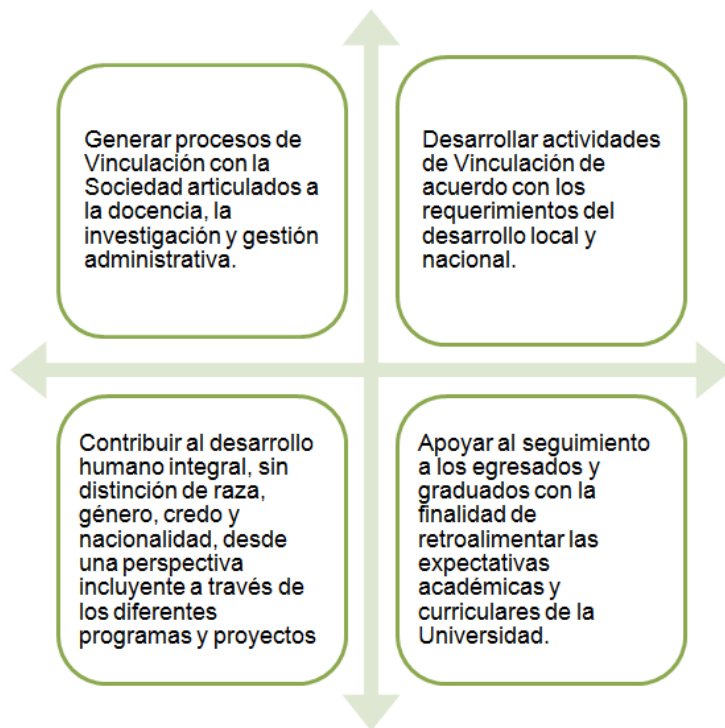 Generar procesos de
Vinculación con la
Sociedad articulados a
la docencia, la
investigación y gestión
administrativa.
Desarrollar actividades
de Vinculación de
acuerdo con los
requerimientos del
desarrollo local y
nacional.
Contribuir al desarrollo
humano integral, sin
distinción de raza,
género, credo y
nacionalidad, desde
una perspectiva
incluyente a través de
los diferentes
programas y proyectos
Apoyar al seguimiento
a los egresados y
graduados con la
finalidad de
retroalimentar las
expectativas
académicas y
curriculares de la
Universidad.